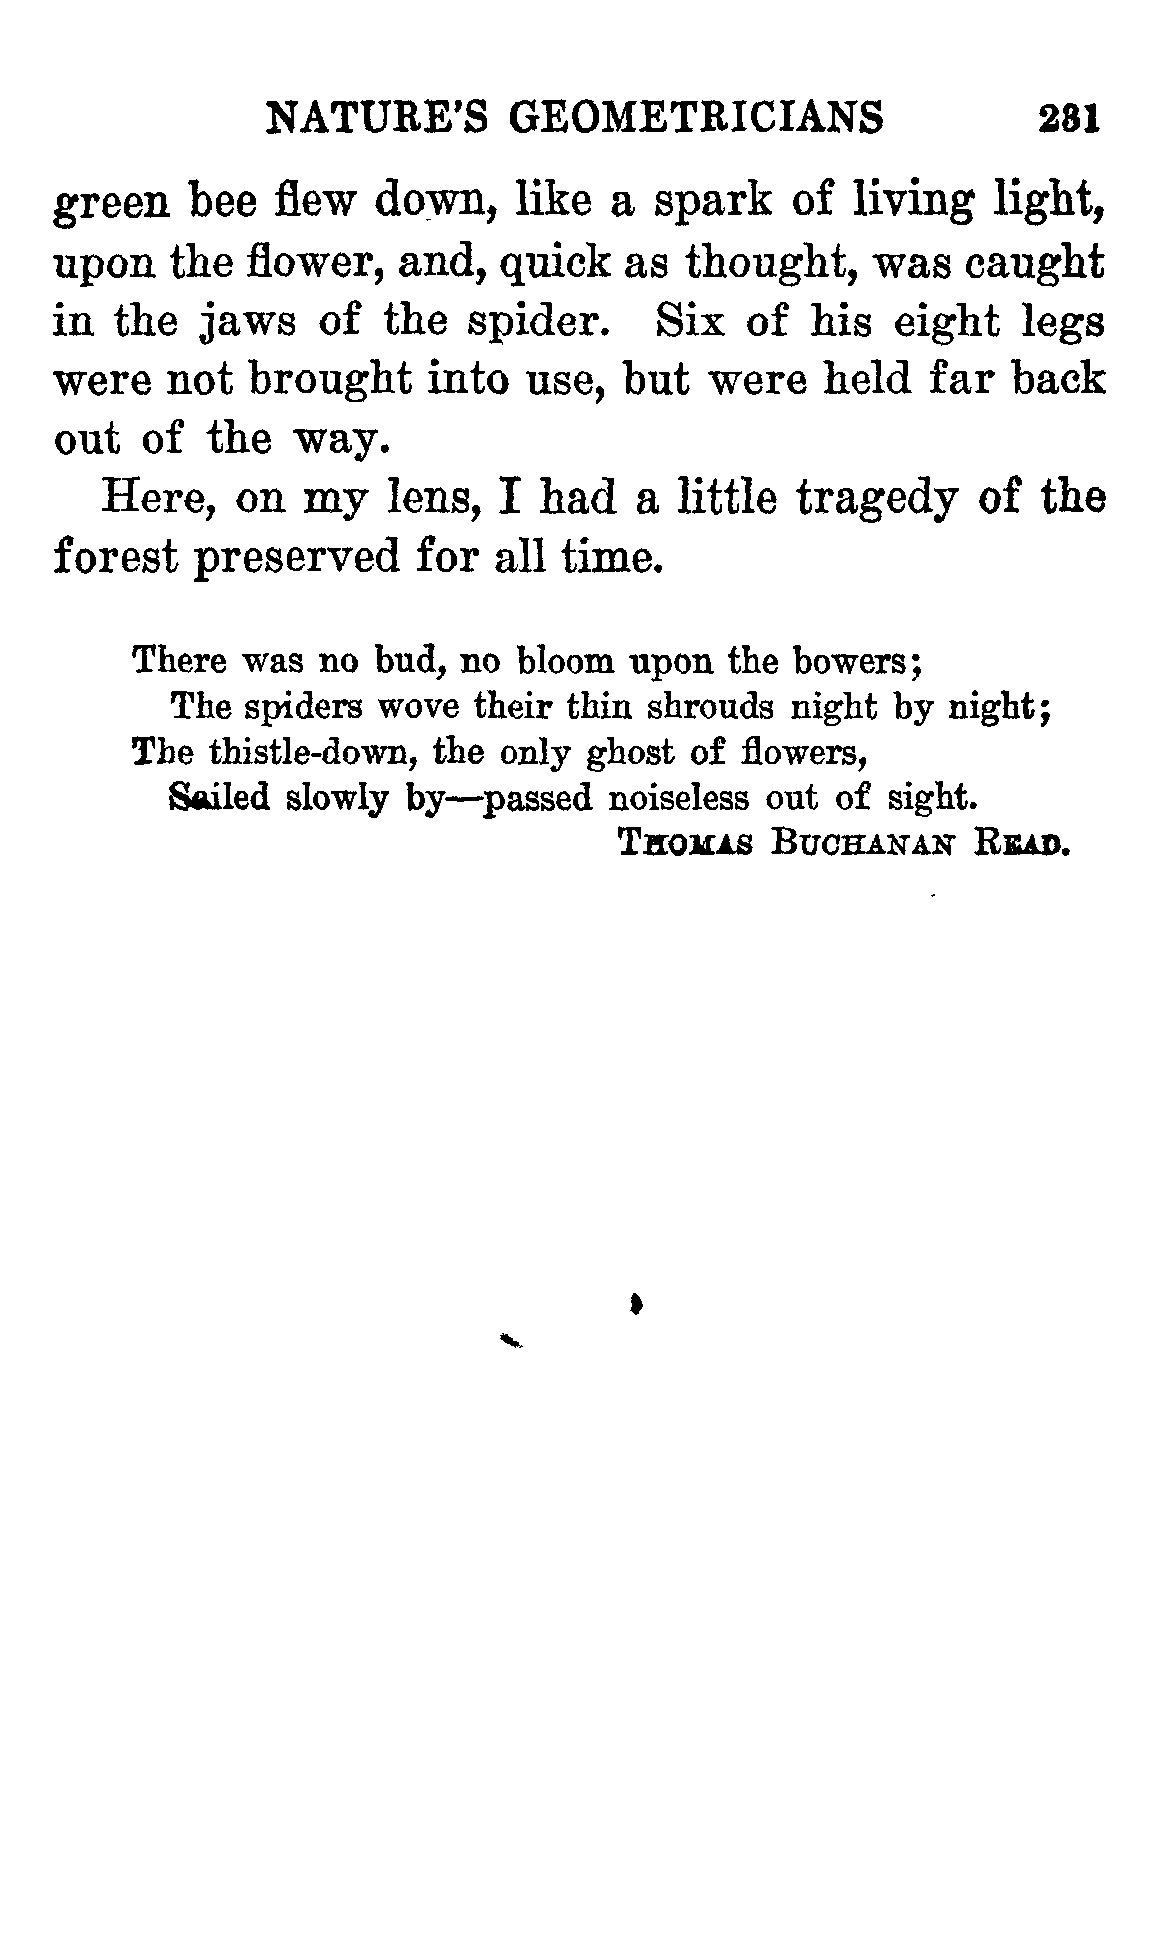 NATURE'S GEOMETRICIANS 231
green bee flew down, like a spark of living light,
upon the flower, and, quick as thought, was caught
in the jaws of the spider. Six of his eight legs
were not brought into use, but were held far back
out of the way.
Here, on my lens, I had a little tragedy of the
forest preserved for all time.
There was no bud, no bloom upon the bowers;
The spiders wove their thin shrouds night by night;
The thistle-down, the only ghost of flowers,
Sailed slowly by—passed noiseless out of sight.
THOMAS BUCHANAN READ.